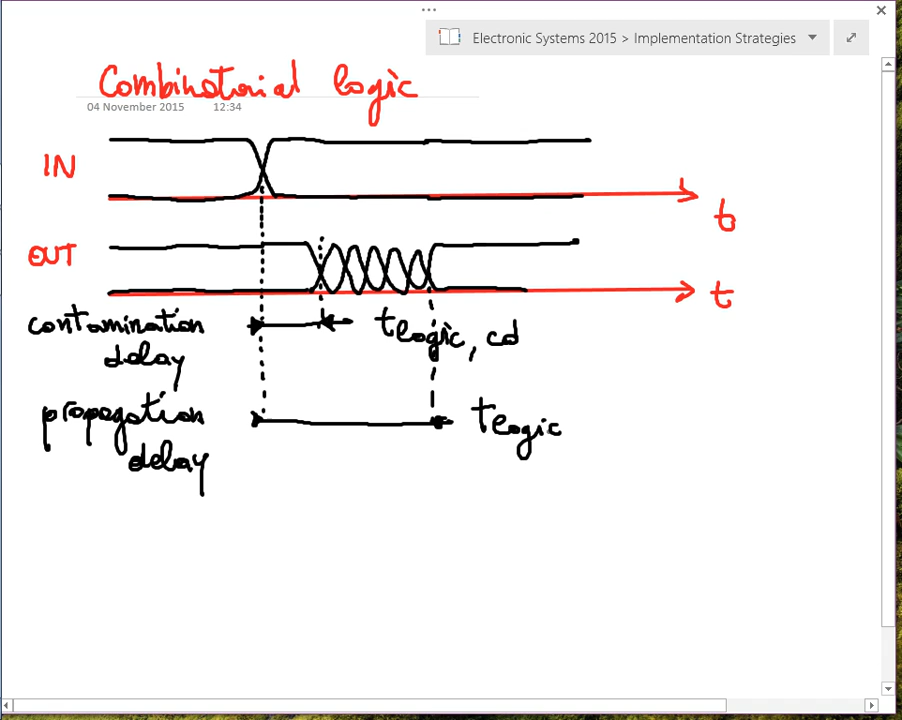 Electronic Systems 2015 > Implementation Strategies
Combinatorial logic
04 November 2015 12:34
IN
t
OUT
t
contamination
delay
tlogic, cd
propagation
delay
tlogic